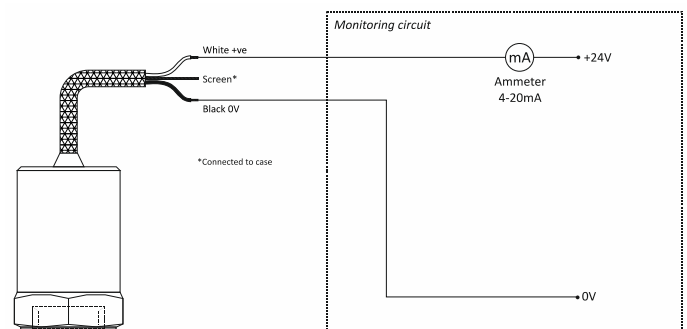 Monitoring circuit
White +ve
mA
+24V
Screen*
Ammeter
4-20mA
Black 0V
*Connected to case
0V